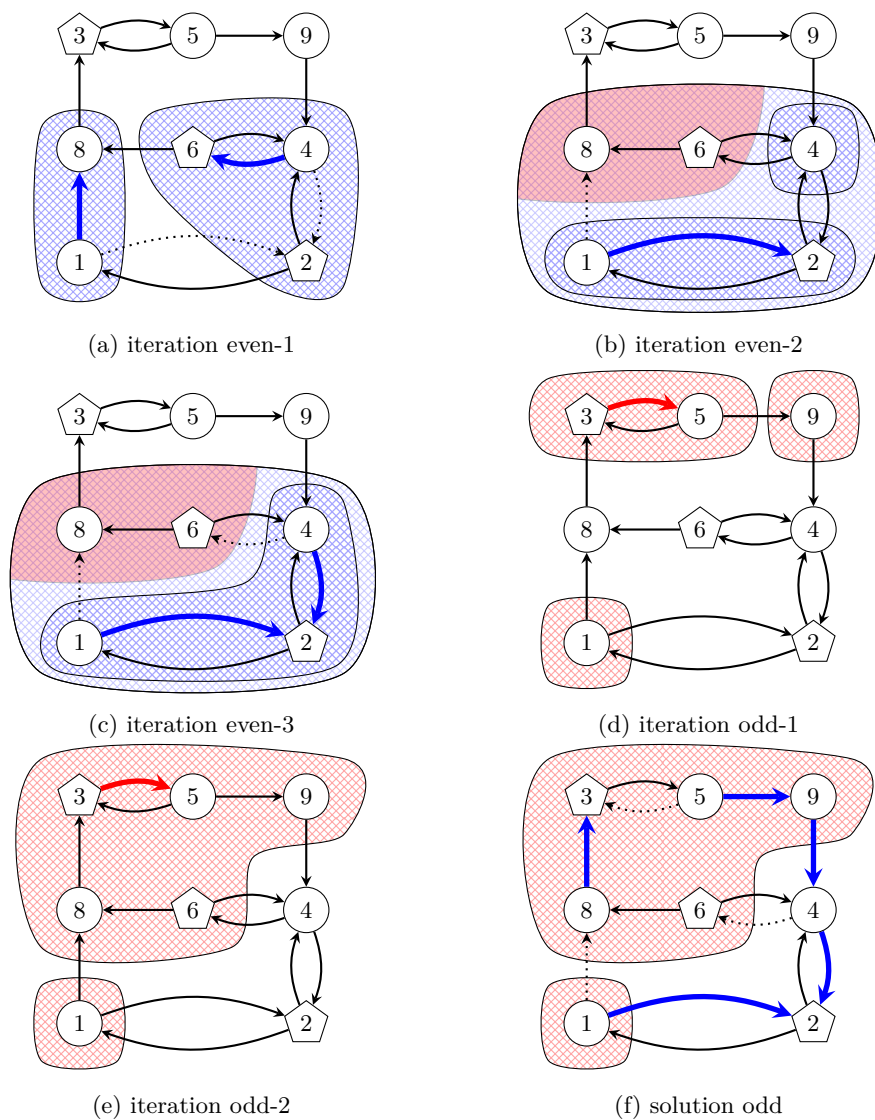 3 5 9 3 5 9
8 6 4 8 6 4
1 2 1 2
(a) iteration even-1 (b) iteration even-2
3 5 9 3 5 9
8 6 4 8 6 4
1 2 1 2
(c) iteration even-3 (d) iteration odd-1
3 5 9 3 5 9
8 6 4 8 6 4
1 2 1 2
(e) iteration odd-2 (f) solution odd